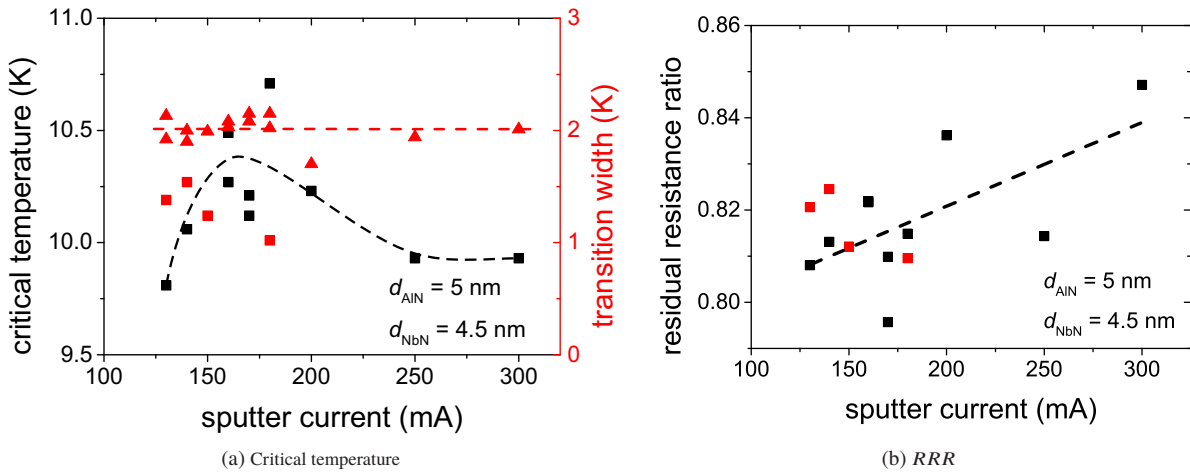 11.0
10.5
10.0
9.5
critical temperature (K)
3
2
1
0
transition width (K)
d_AlN = 5 nm
d_NbN = 4.5 nm
100 150 200 250 300
sputter current (mA)
(a) Critical temperature
0.86
0.84
0.82
0.80
residual resistance ratio
d_AlN = 5 nm
d_NbN = 4.5 nm
100 150 200 250 300
sputter current (mA)
(b) RRR